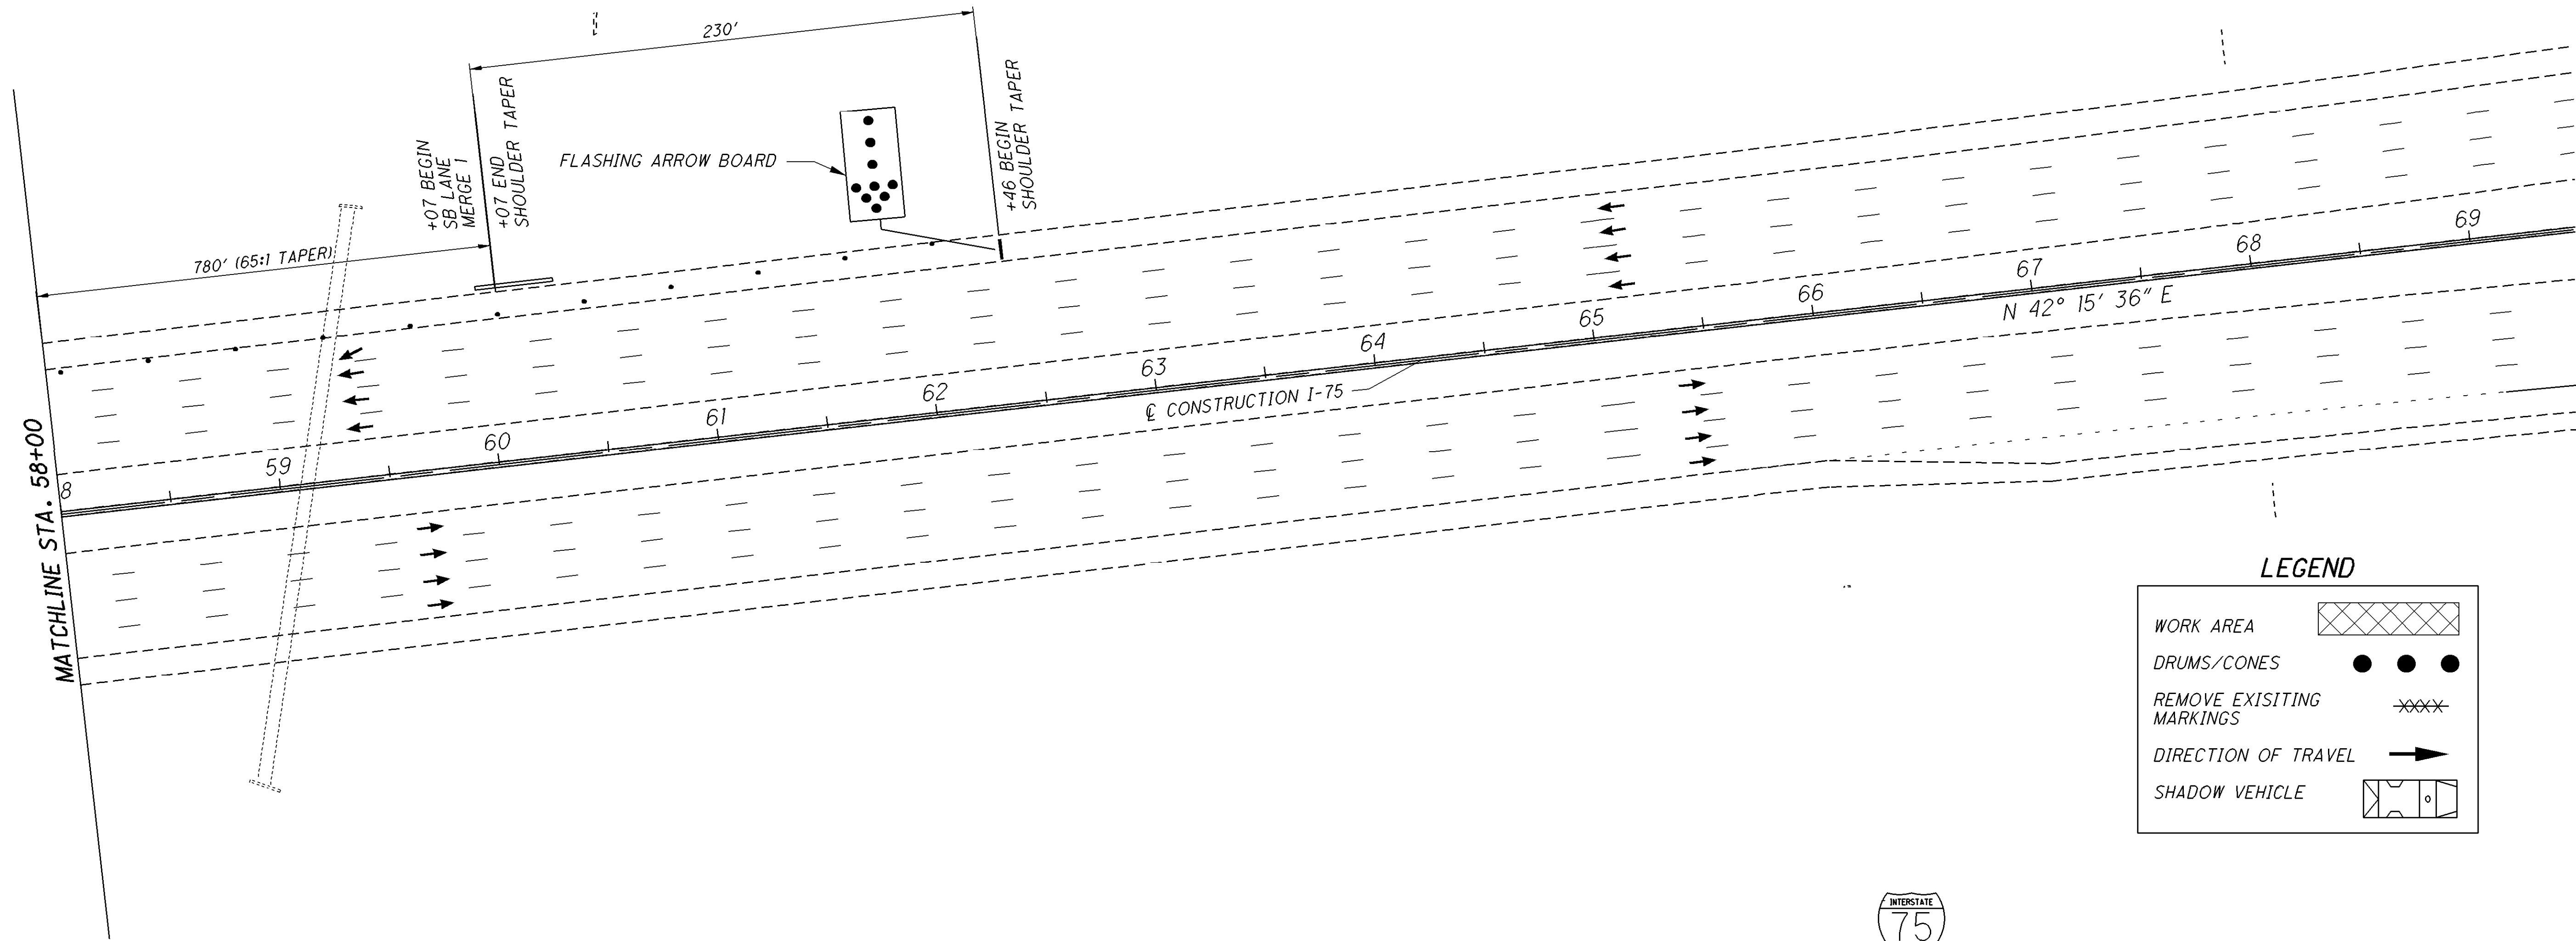 230'
+07 BEGIN
SB LANE
MERGE 1
+07 END
SHOULDER TAPER
FLASHING ARROW BOARD
+46 BEGIN
SHOULDER TAPER
780' (65:1 TAPER)
MATCHLINE STA. 58+00
8
59
60
61
62
63
64
65
66
67
68
69
N 42° 15' 36" E
℄ CONSTRUCTION I-75
LEGEND
WORK AREA
DRUMS/CONES
REMOVE EXISITING
MARKINGS
DIRECTION OF TRAVEL
SHADOW VEHICLE
INTERSTATE
75